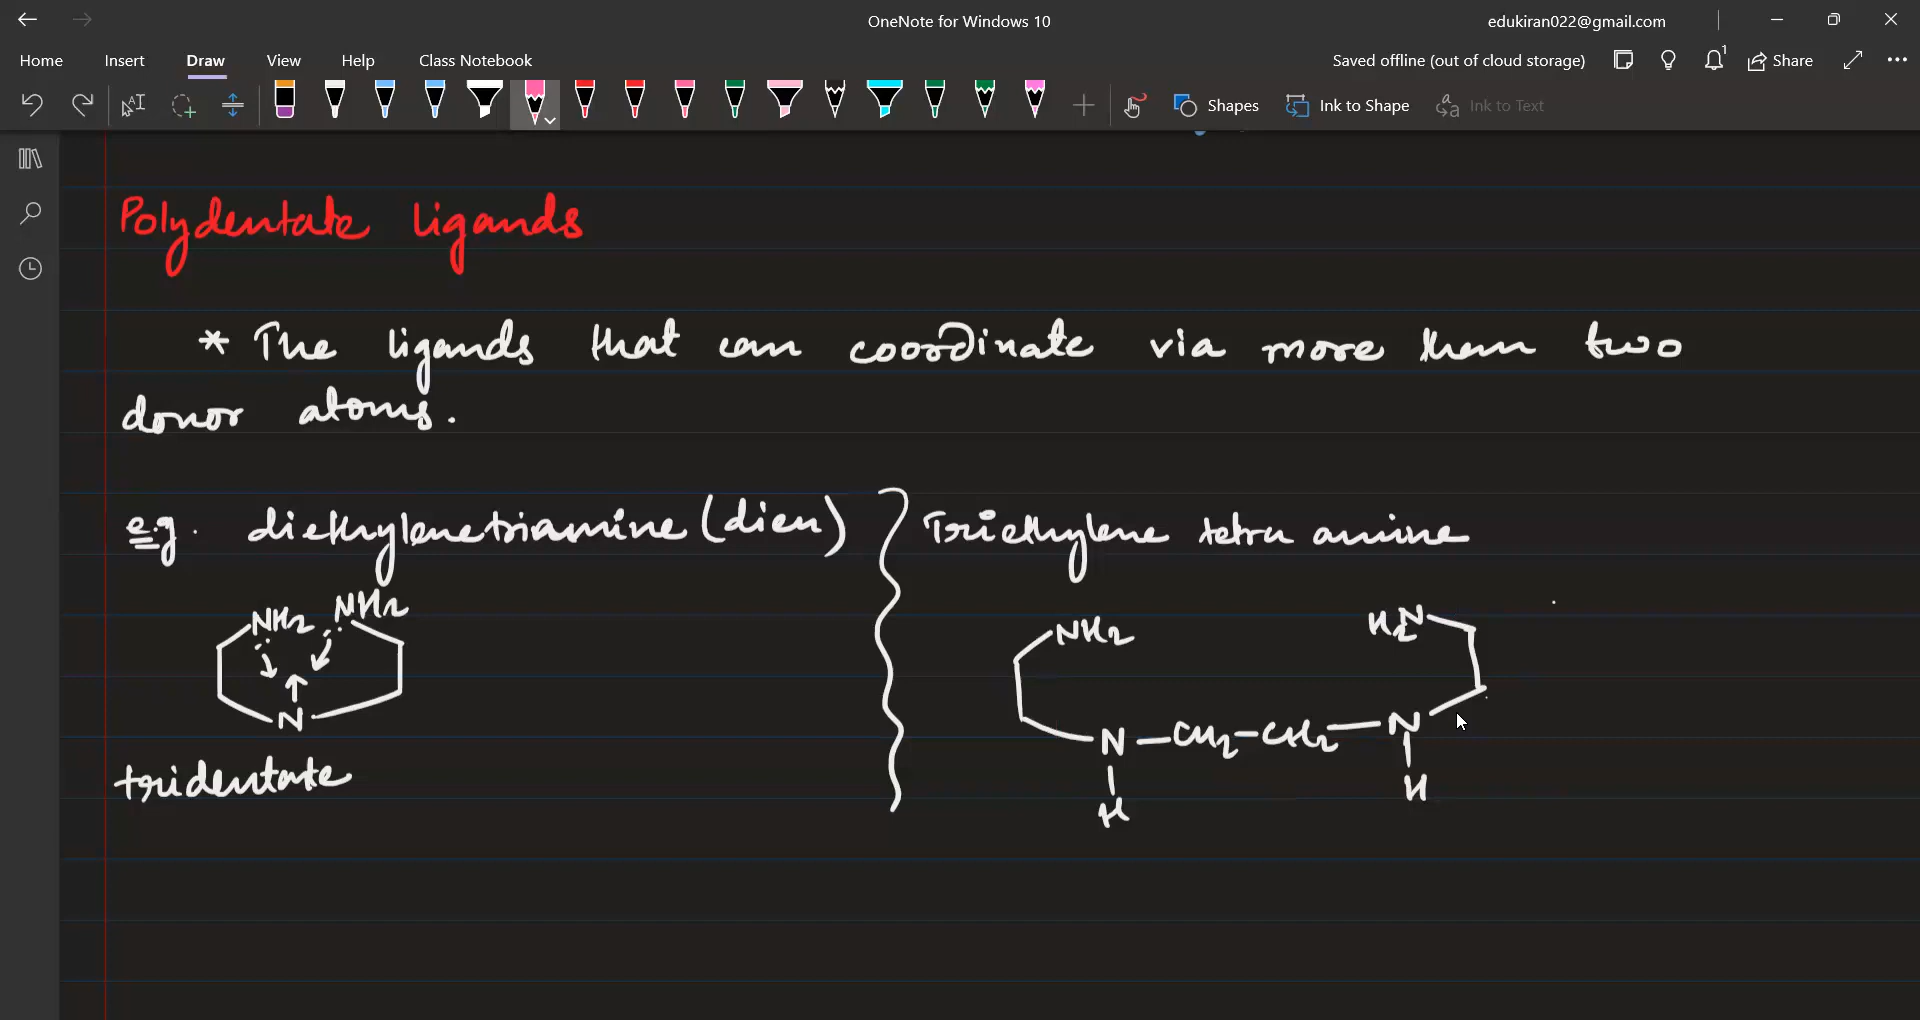 OneNote for Windows 10
edukiran022@gmail.com
Home Insert Draw View Help Class Notebook
Saved offline (out of cloud storage) 1 Share
Shapes Ink to Shape Ink to Text
Polydentate ligands
* The ligands that can coordinate via more than two
donor atoms.
e.g. diethylenetriamine (dien)
NH2 NH2
N
tridentate
Triethylene tetra amine
NH2 H2N
N - CH2 - CH2 - N
H H